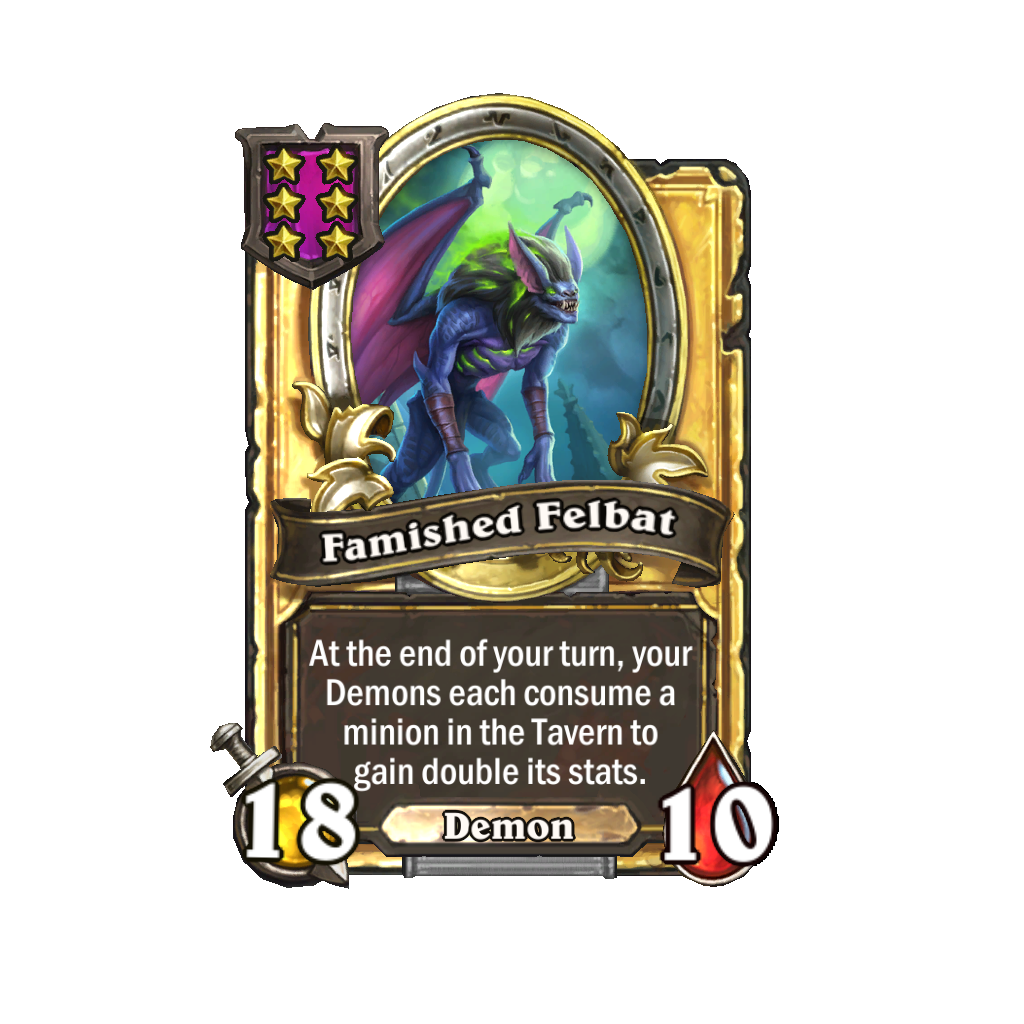 Famished Felbat
At the end of your turn, your
Demons each consume a
minion in the Tavern to
gain double its stats.
18
Demon
10